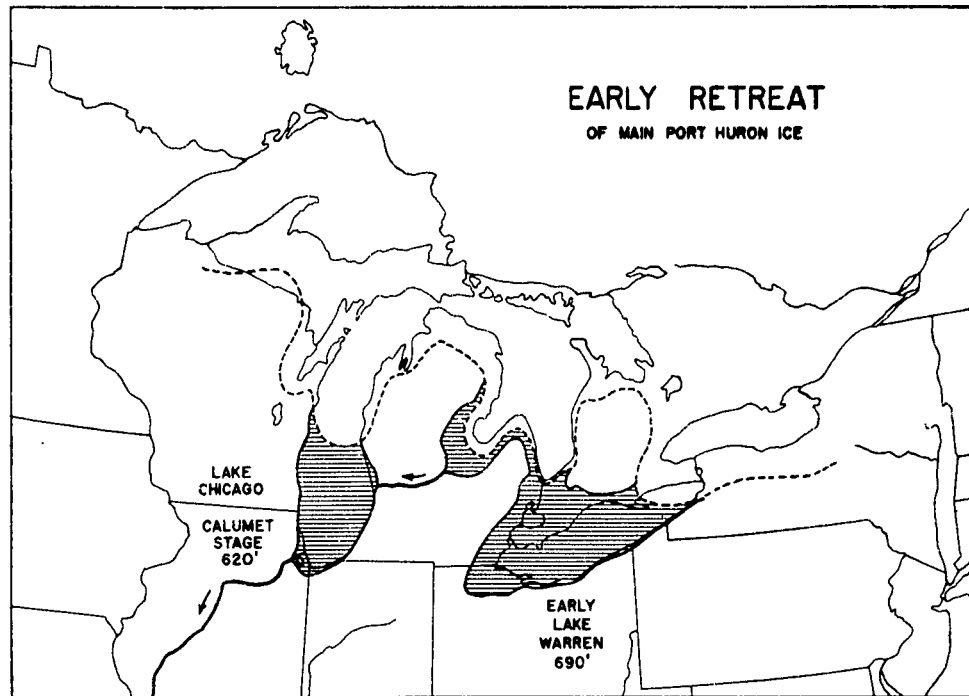 EARLY RETREAT
OF MAIN PORT HURON ICE
LAKE
CHICAGO
CALUMET
STAGE
620'
EARLY
LAKE
WARREN
690'